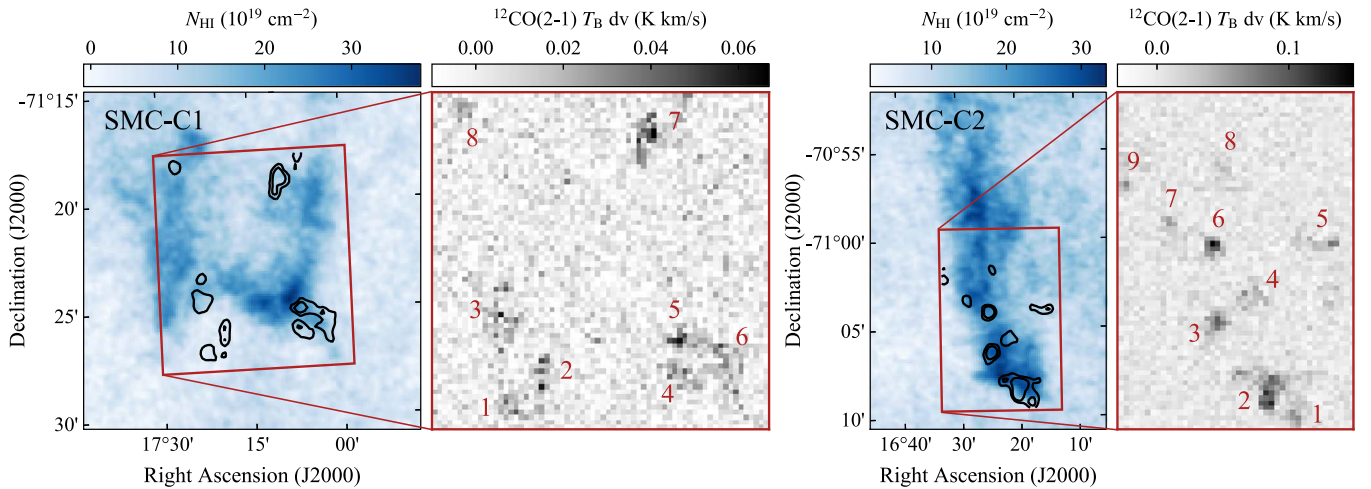 N_HI (10^19 cm^−2)
^12CO(2-1) T_B dv (K km/s)
N_HI (10^19 cm^−2)
^12CO(2-1) T_B dv (K km/s)
0 10 20 30
0.00 0.02 0.04 0.06
10 20 30
0.0 0.1
SMC-C1
-71°15'
20'
25'
30'
Declination (J2000)
17°30' 15' 00'
Right Ascension (J2000)
8
7
3
5
6
2
4
1
SMC-C2
-70°55'
-71°00'
05'
10'
Declination (J2000)
16°40' 30' 20' 10'
Right Ascension (J2000)
8
9
7
6
5
4
3
2
1